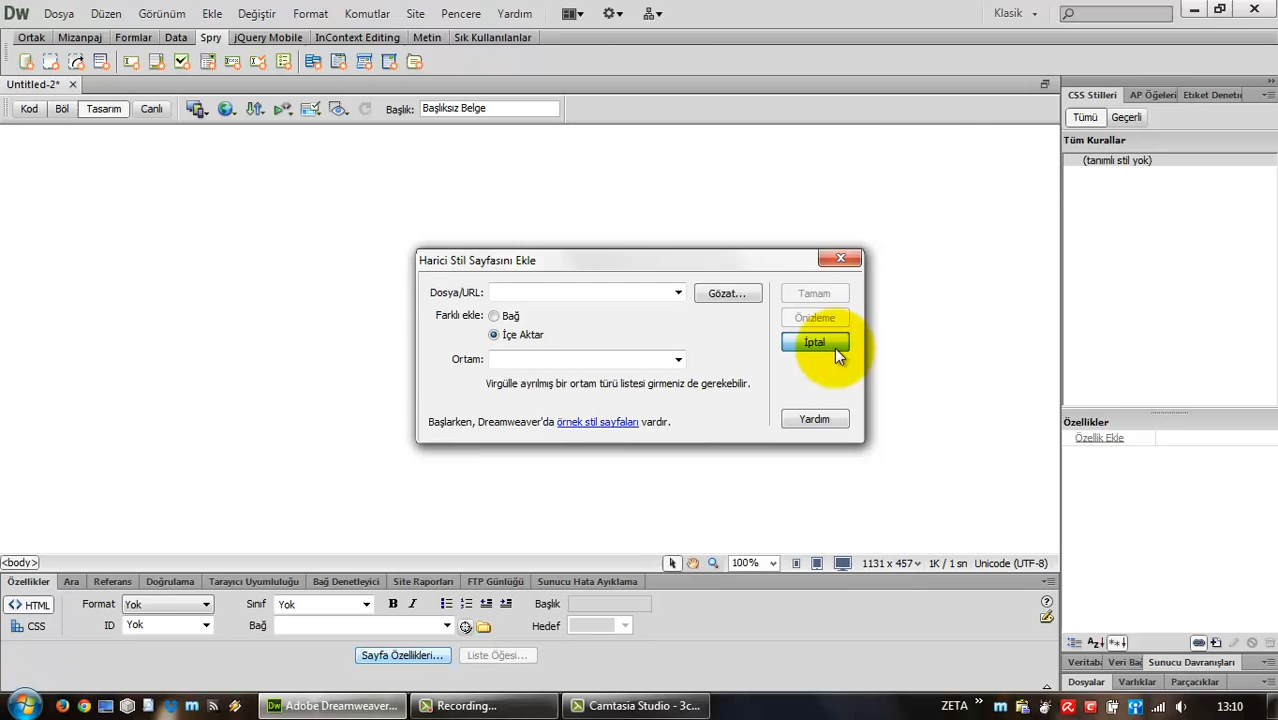 Dw Dosya Düzen Görünüm Ekle Değiştir Format Komutlar Site Pencere Yardım Klasik
Ortak Mizanpaj Formlar Data Spry jQuery Mobile InContext Editing Metin Sık Kullanılanlar
Untitled-2*
Kod Böl Tasarım Canlı Başlık: Başlıksız Belge
CSS Stilleri AP Öğeleri Etiket Denetı
Tümü Geçerli
Tüm Kurallar
(tanımlı stil yok)
Harici Stil Sayfasını Ekle
Dosya/URL: Gözat... Tamam
Farklı ekle: Bağ Önizleme
İçe Aktar İptal
Ortam:
Virgülle ayrılmış bir ortam türü listesi girmeniz de gerekebilir.
Başlarken, Dreamweaver'da örnek stil sayfaları vardır. Yardım
Özellikler
Özellik Ekle
<body> 100% 1131 x 457 1K / 1 sn Unicode (UTF-8)
Özellikler Ara Referans Doğrulama Tarayıcı Uyumluluğu Bağ Denetleyici Site Raporları FTP Günlüğü Sunucu Hata Ayıklama
<> HTML Format Yok Sınıf Yok B I Başlık
CSS ID Yok Bağ Hedef
Sayfa Özellikleri... Liste Öğesi...
Veritaba Veri Bağ Sunucu Davranışları
Dosyalar Varlıklar Parçacıklar
Adobe Dreamweaver... Recording... Camtasia Studio - 3c... ZETA » 13:10